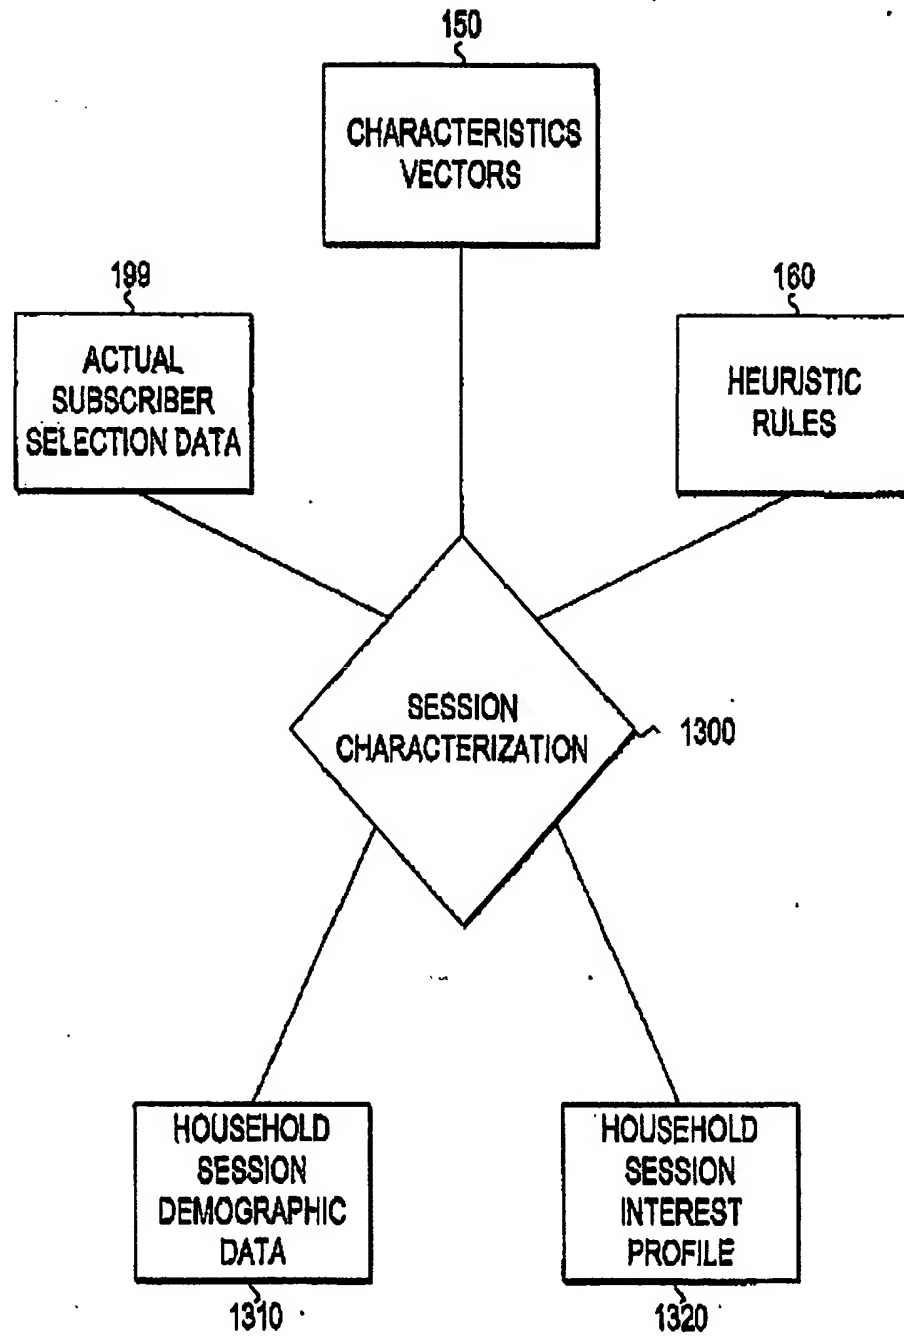 150
CHARACTERISTICS
VECTORS
199
ACTUAL
SUBSCRIBER
SELECTION DATA
160
HEURISTIC
RULES
SESSION
CHARACTERIZATION
1300
HOUSEHOLD
SESSION
DEMOGRAPHIC
DATA
1310
HOUSEHOLD
SESSION
INTEREST
PROFILE
1320